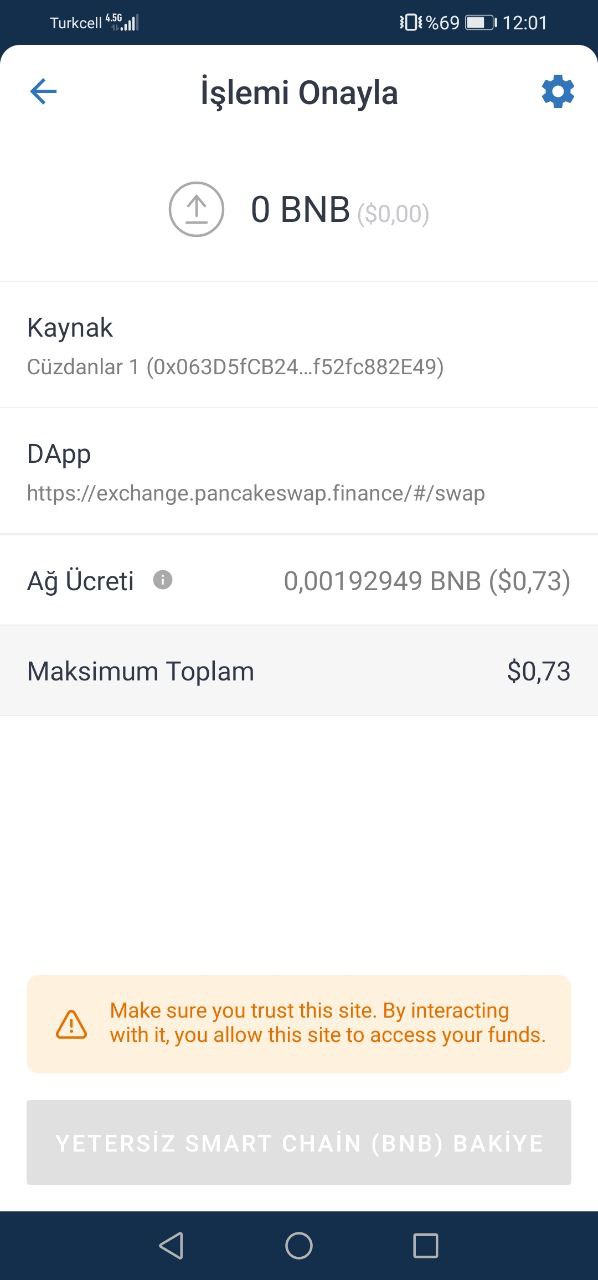 Turkcell 4.5G %69 12:01
İşlemi Onayla
0 BNB ($0,00)
Kaynak
Cüzdanlar 1 (0x063D5fCB24...f52fc882E49)
DApp
https://exchange.pancakeswap.finance/#/swap
Ağ Ücreti 0,00192949 BNB ($0,73)
Maksimum Toplam $0,73
Make sure you trust this site. By interacting
with it, you allow this site to access your funds.
YETERSİZ SMART CHAİN (BNB) BAKİYE